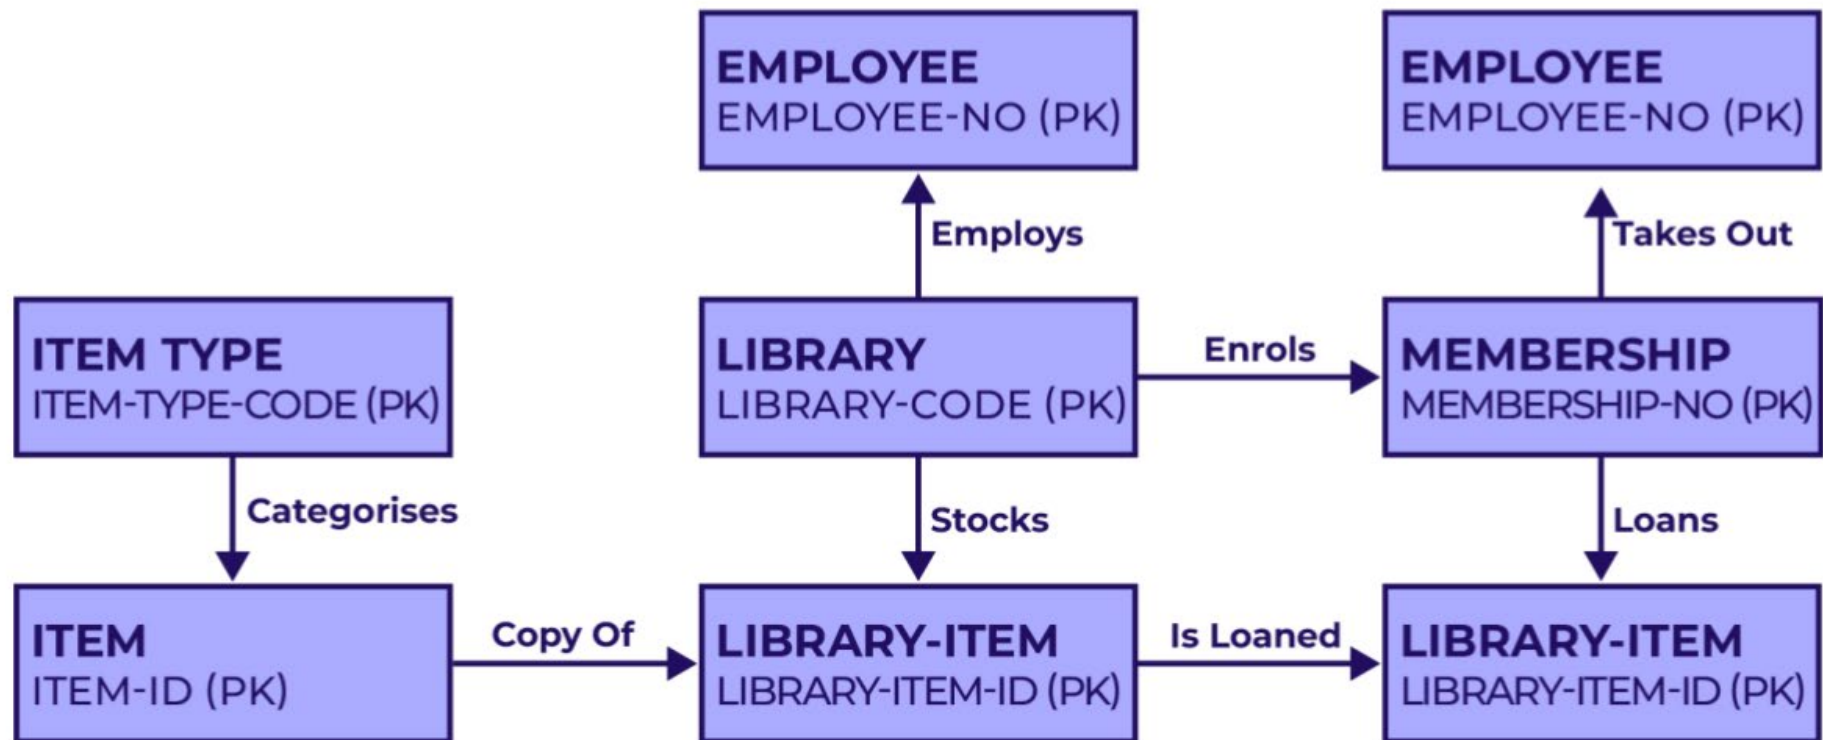 EMPLOYEE
EMPLOYEE-NO (PK)
EMPLOYEE
EMPLOYEE-NO (PK)
Employs
Takes Out
ITEM TYPE
ITEM-TYPE-CODE (PK)
LIBRARY
LIBRARY-CODE (PK)
Enrols
MEMBERSHIP
MEMBERSHIP-NO (PK)
Categorises
Stocks
Loans
ITEM
ITEM-ID (PK)
Copy Of
LIBRARY-ITEM
LIBRARY-ITEM-ID (PK)
Is Loaned
LIBRARY-ITEM
LIBRARY-ITEM-ID (PK)